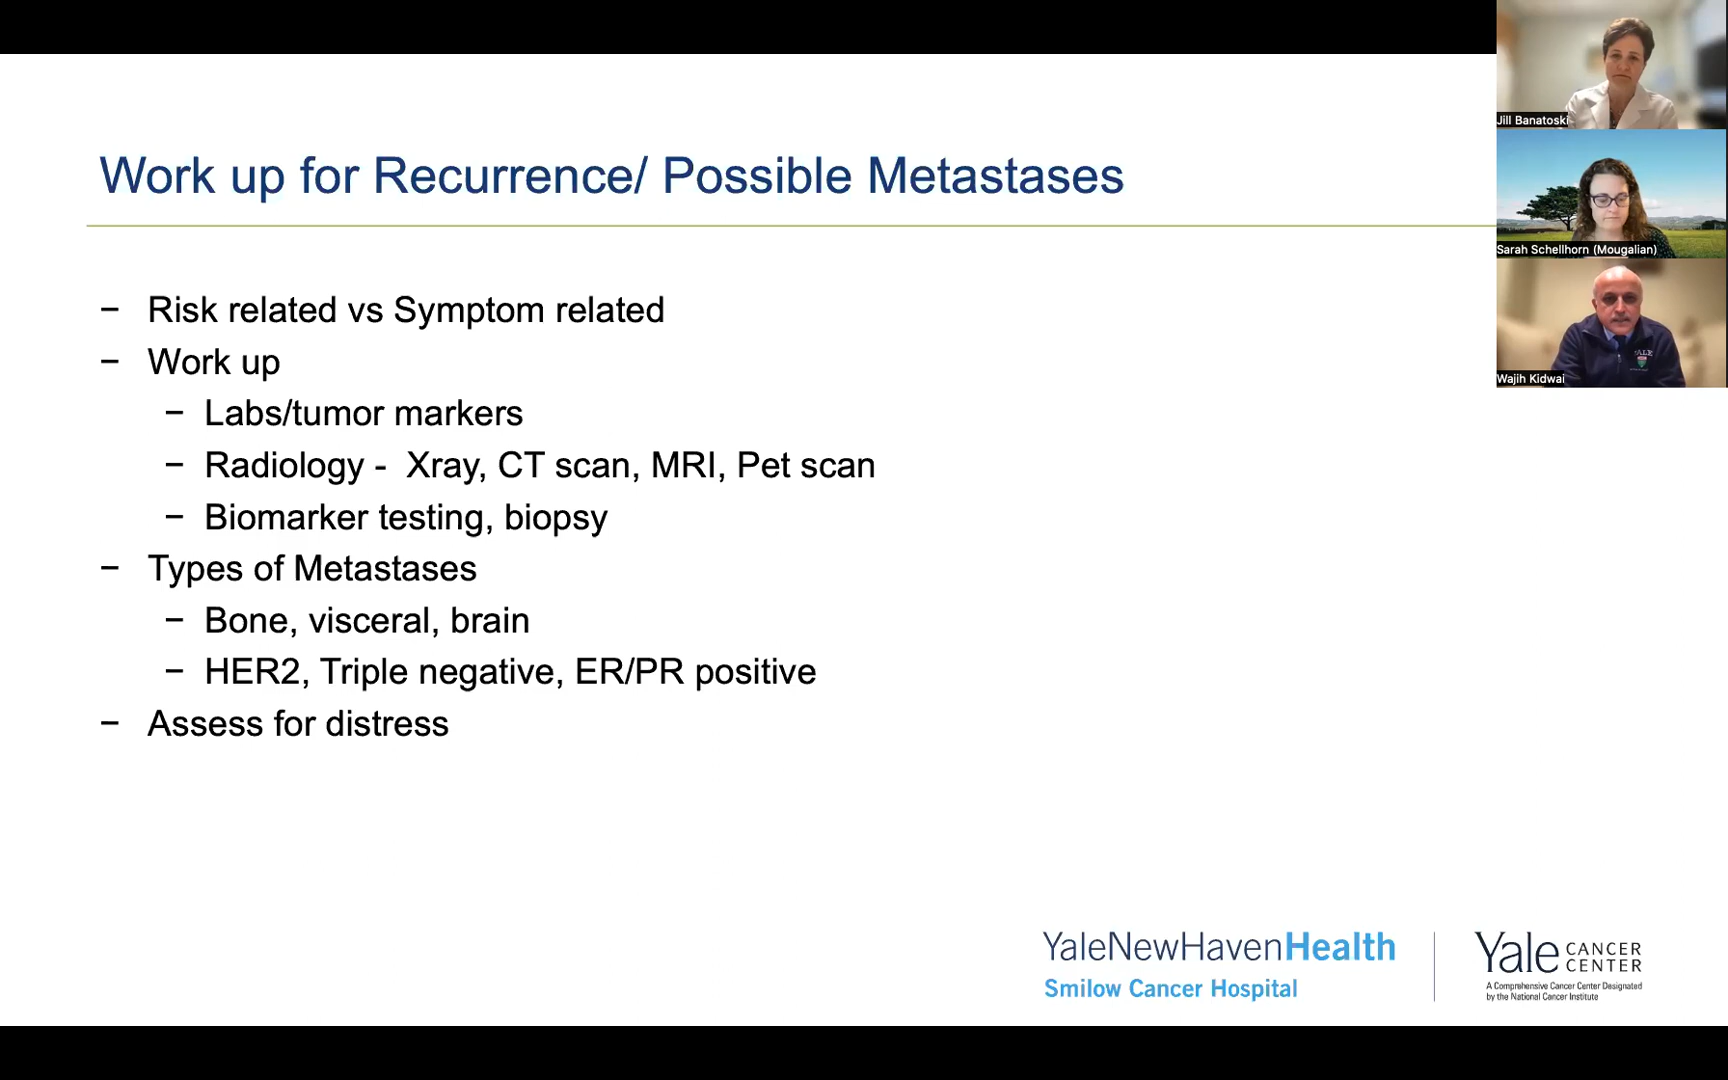 Work up for Recurrence/ Possible Metastases
− Risk related vs Symptom related
− Work up
− Labs/tumor markers
− Radiology - Xray, CT scan, MRI, Pet scan
− Biomarker testing, biopsy
− Types of Metastases
− Bone, visceral, brain
− HER2, Triple negative, ER/PR positive
− Assess for distress
Jill Banatoski
Sarah Schellhorn (Mougalian)
YALE
Wajih Kidwai
YaleNewHavenHealth
Smilow Cancer Hospital
Yale CANCER CENTER
A Comprehensive Cancer Center Designated
by the National Cancer Institute